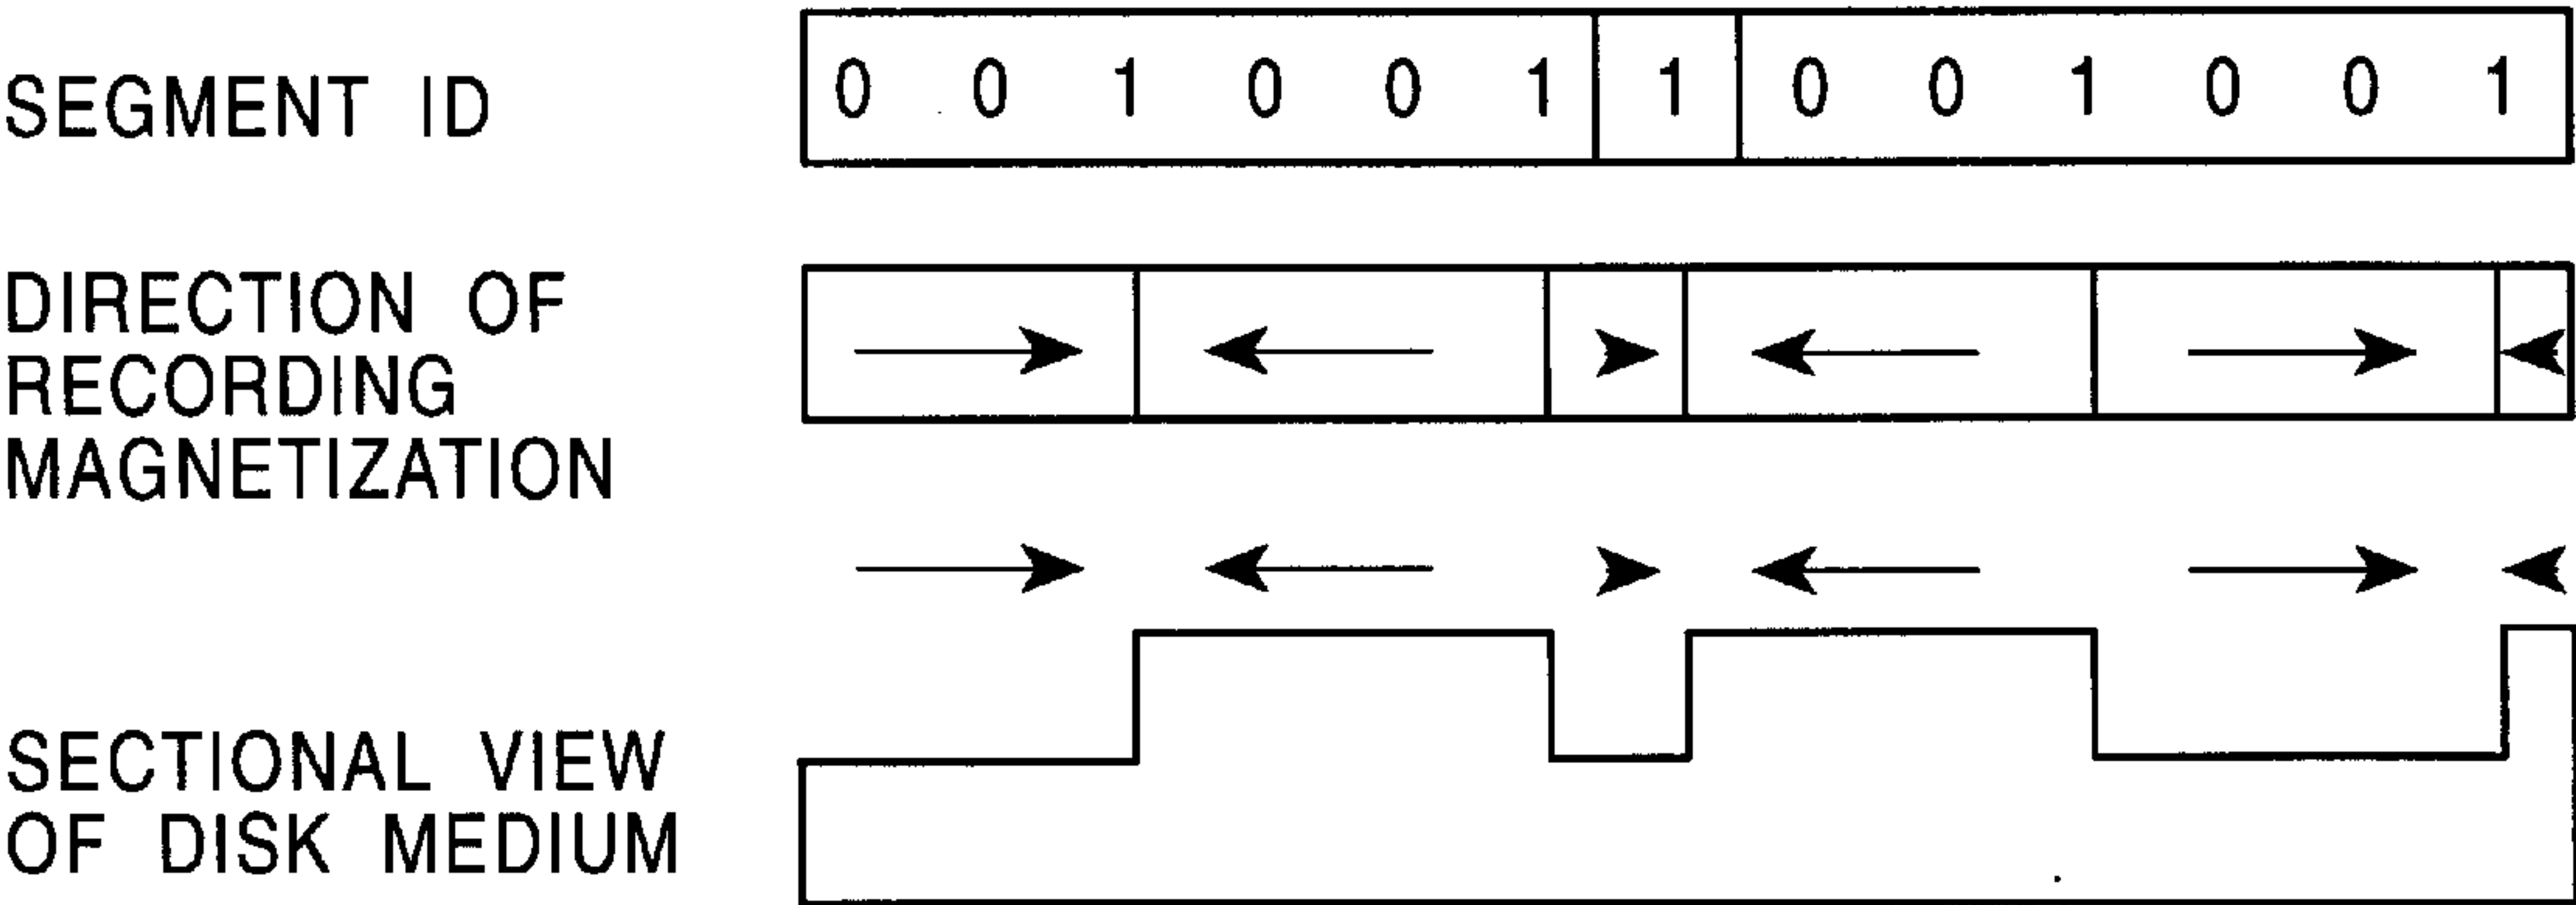 SEGMENT ID
0 0 1 0 0 1 1 0 0 1 0 0 1
DIRECTION OF
RECORDING
MAGNETIZATION
SECTIONAL VIEW
OF DISK MEDIUM